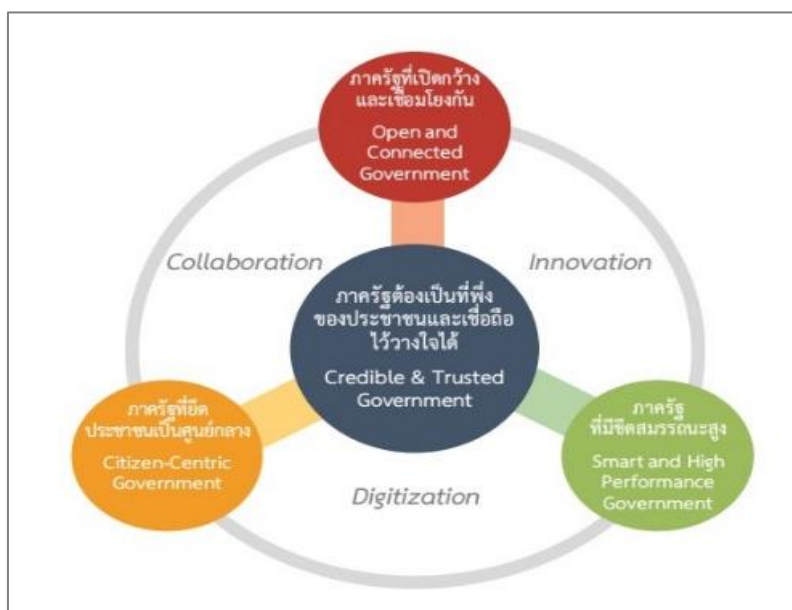 ภาครัฐที่เปิดกว้าง
และเชื่อมโยงกัน
Open and
Connected
Government
Collaboration
Innovation
ภาครัฐต้องเป็นที่พึ่ง
ของประชาชนและเชื่อถือ
ไว้วางใจได้
Credible & Trusted
Government
ภาครัฐที่ยึด
ประชาชนเป็นศูนย์กลาง
Citizen-Centric
Government
ภาครัฐ
ที่มีขีดสมรรถนะสูง
Smart and High
Performance
Government
Digitization